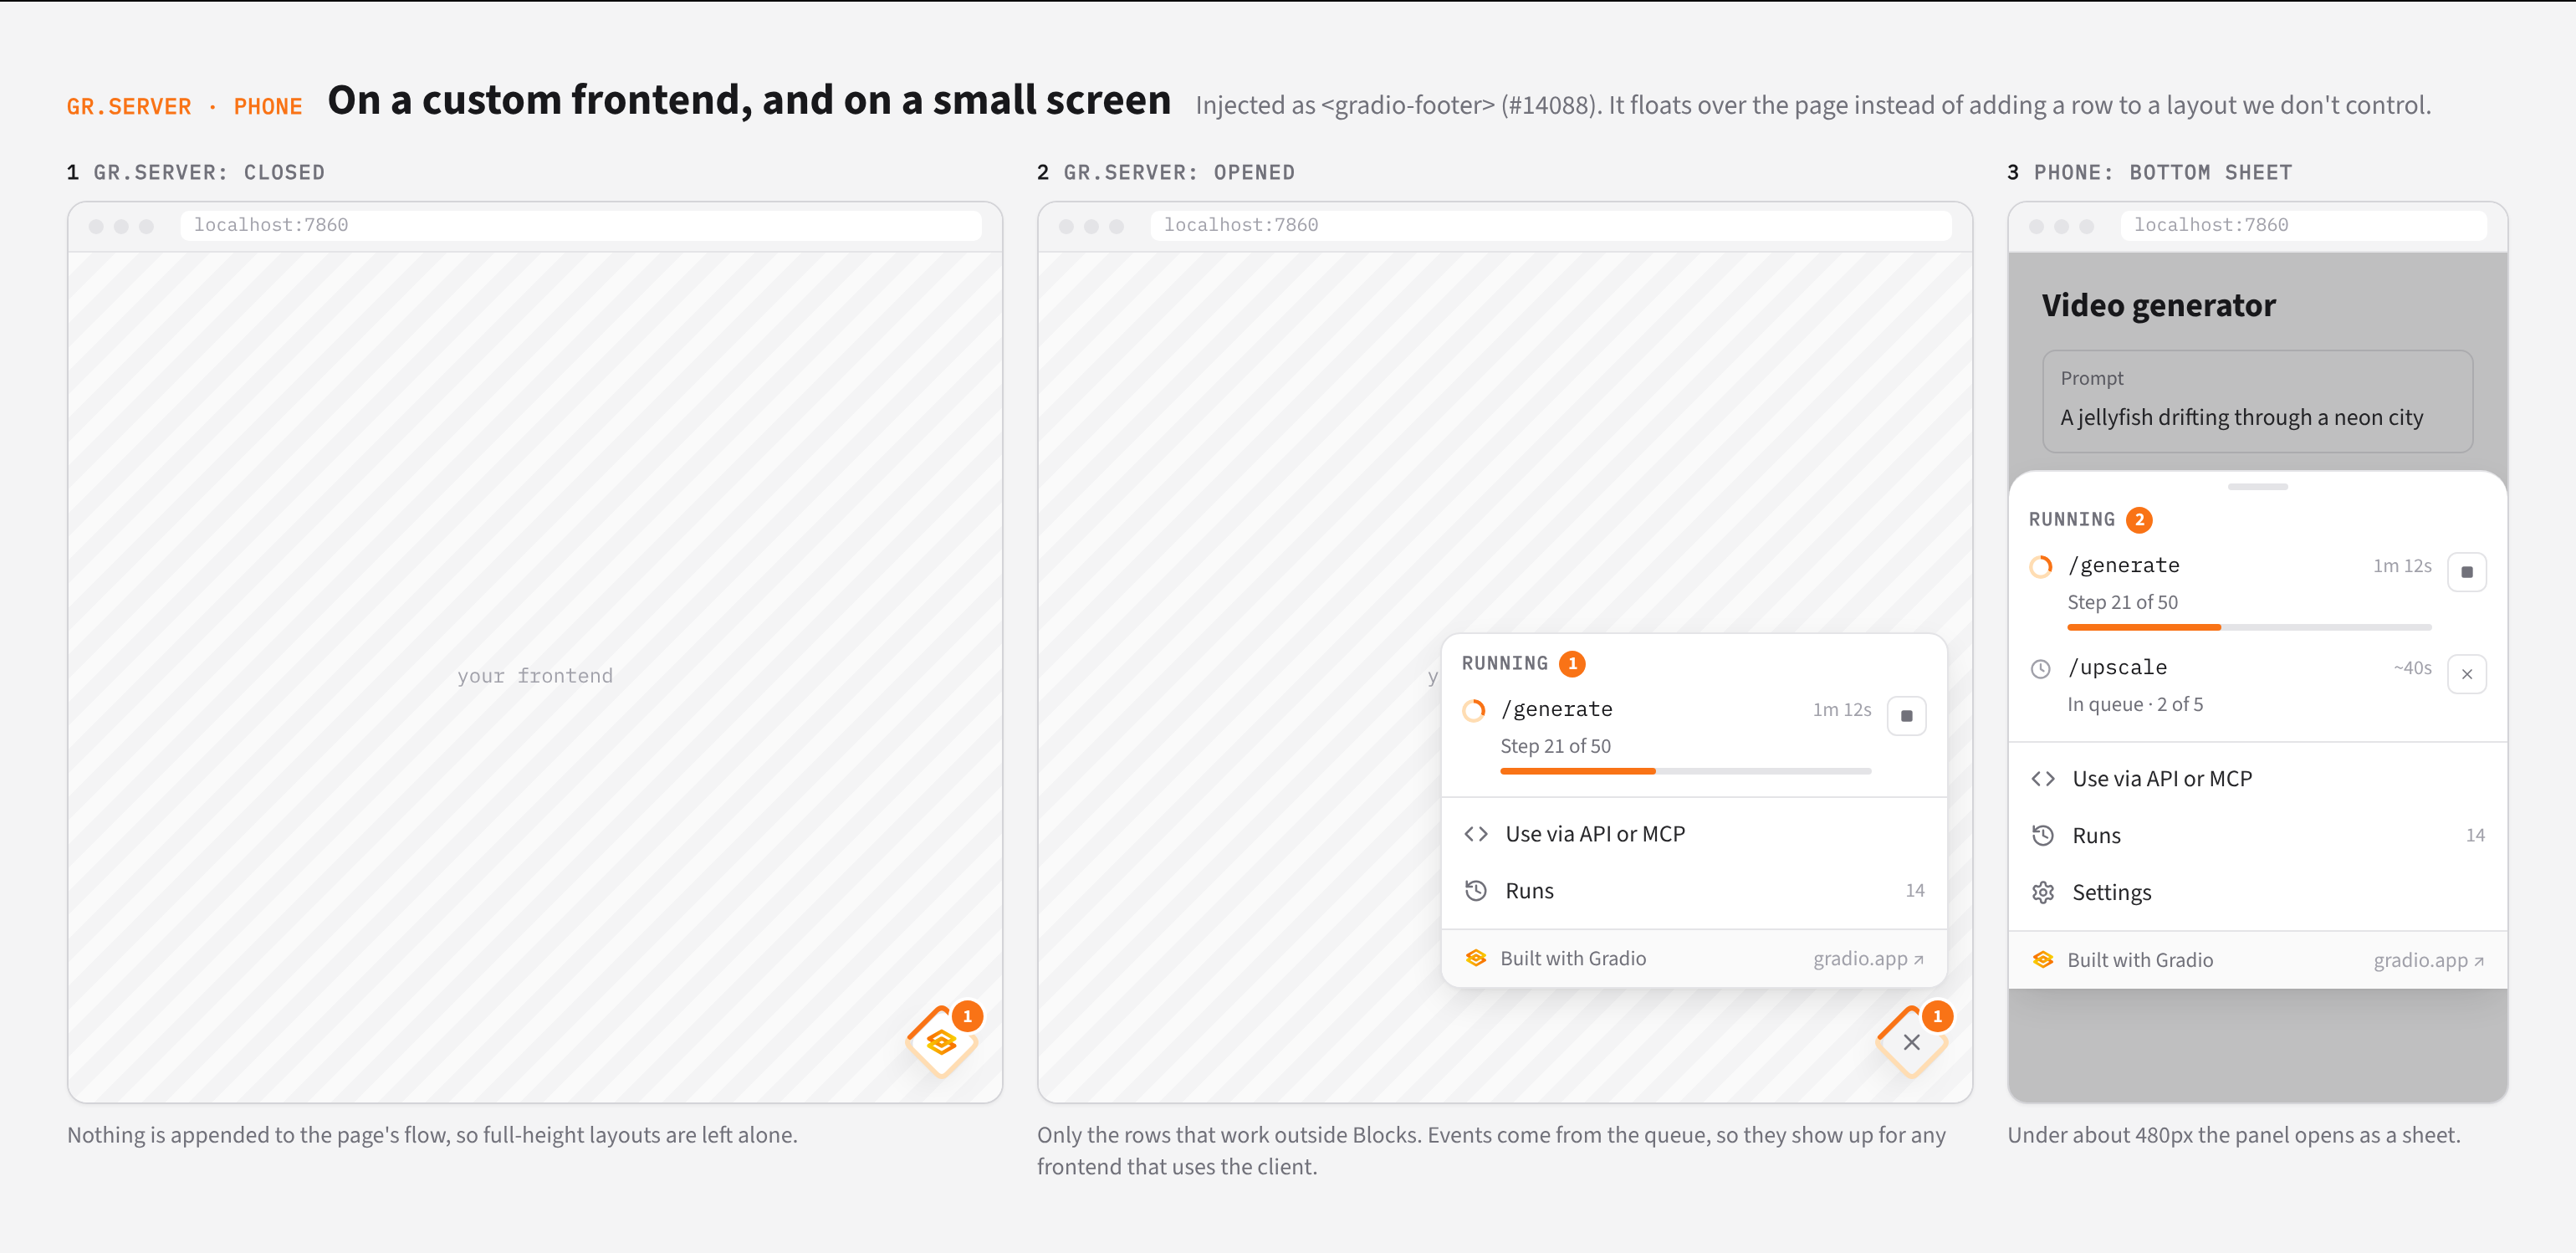 GR.SERVER · PHONE On a custom frontend, and on a small screen Injected as <gradio-footer> (#14088). It floats over the page instead of adding a row to a layout we don't control.
1 GR.SERVER: CLOSED
localhost:7860
your frontend
1
Nothing is appended to the page's flow, so full-height layouts are left alone.
2 GR.SERVER: OPENED
localhost:7860
y
RUNNING 1
/generate 1m 12s
Step 21 of 50
Use via API or MCP
Runs 14
Built with Gradio gradio.app ↗
1
Only the rows that work outside Blocks. Events come from the queue, so they show up for any
frontend that uses the client.
3 PHONE: BOTTOM SHEET
localhost:7860
Video generator
Prompt
A jellyfish drifting through a neon city
RUNNING 2
/generate 1m 12s
Step 21 of 50
/upscale ~40s
In queue · 2 of 5
Use via API or MCP
Runs 14
Settings
Built with Gradio gradio.app ↗
Under about 480px the panel opens as a sheet.